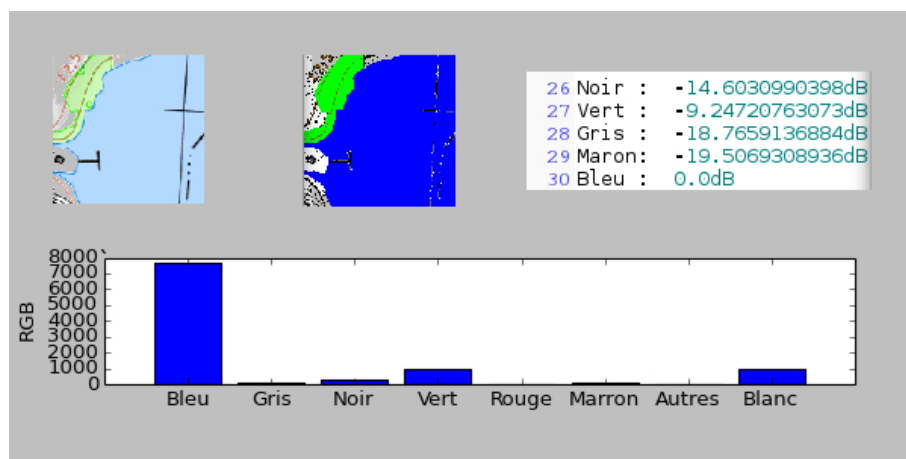 26 Noir : -14.6030990398dB
27 Vert : -9.24720763073dB
28 Gris : -18.7659136884dB
29 Maron: -19.5069308936dB
30 Bleu : 0.0dB
8000`
7000
6000
5000
4000
3000
2000
1000
0
RGB
Bleu Gris Noir Vert Rouge Marron Autres Blanc